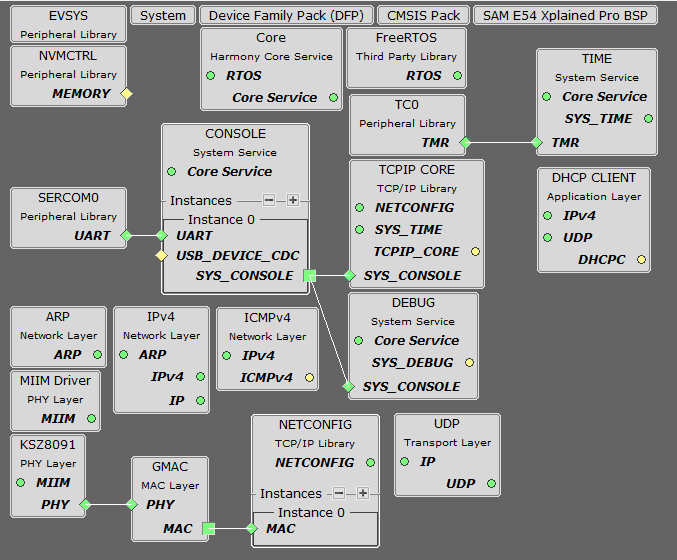 EVSYS
Peripheral Library
System
Device Family Pack (DFP)
CMSIS Pack
SAM E54 Xplained Pro BSP
NVMCTRL
Peripheral Library
MEMORY
Core
Harmony Core Service
RTOS
Core Service
FreeRTOS
Third Party Library
RTOS
TC0
Peripheral Library
TMR
TIME
System Service
Core Service
SYS_TIME
TMR
CONSOLE
System Service
Core Service
Instances
Instance 0
UART
USB_DEVICE_CDC
SYS_CONSOLE
SERCOM0
Peripheral Library
UART
TCPIP CORE
TCP/IP Library
NETCONFIG
SYS_TIME
TCPIP_CORE
SYS_CONSOLE
DHCP CLIENT
Application Layer
IPv4
UDP
DHCPC
DEBUG
System Service
Core Service
SYS_DEBUG
SYS_CONSOLE
ARP
Network Layer
ARP
IPv4
Network Layer
ARP
IPv4
IP
ICMPv4
Network Layer
IPv4
ICMPv4
MIIM Driver
PHY Layer
MIIM
KSZ8091
PHY Layer
MIIM
PHY
GMAC
MAC Layer
PHY
MAC
NETCONFIG
TCP/IP Library
NETCONFIG
Instances
Instance 0
MAC
UDP
Transport Layer
IP
UDP